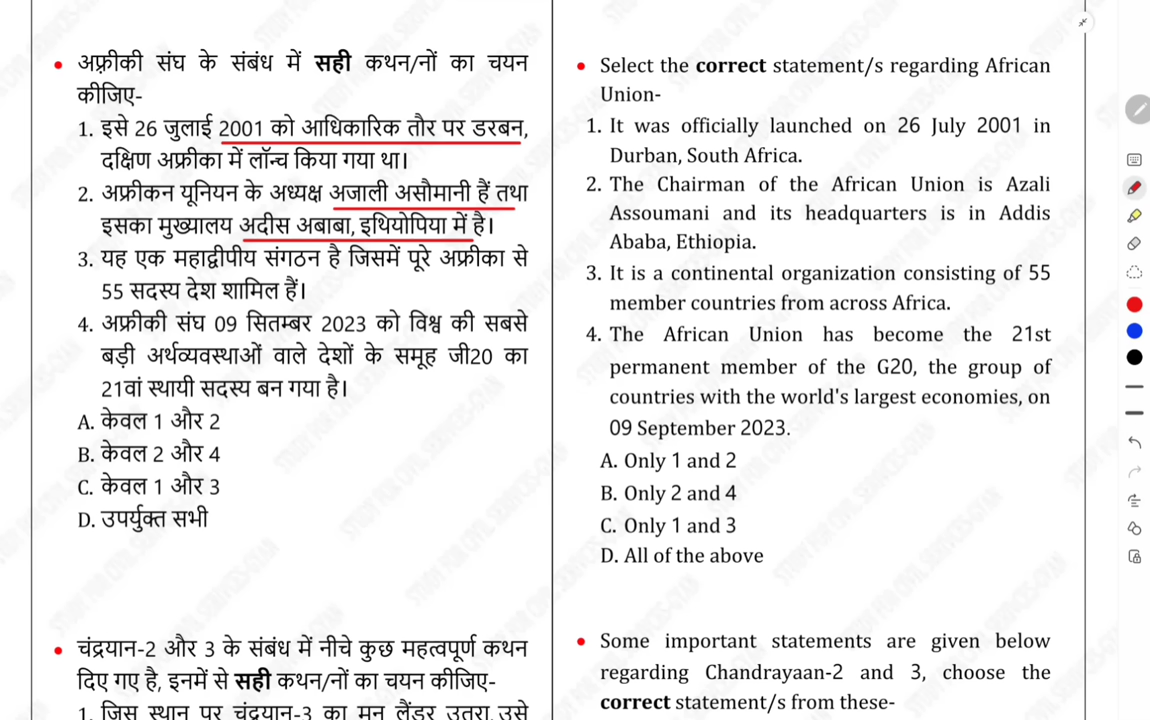 अफ़्रीकी संघ के संबंध में सही कथन/नों का चयन
कीजिए-
1. इसे 26 जुलाई 2001 को आधिकारिक तौर पर डरबन,
दक्षिण अफ्रीका में लॉन्च किया गया था।
2. अफ्रीकन यूनियन के अध्यक्ष अजाली असौमानी हैं तथा
इसका मुख्यालय अदीस अबाबा, इथियोपिया में है।
3. यह एक महाद्वीपीय संगठन है जिसमें पूरे अफ्रीका से
55 सदस्य देश शामिल हैं।
4. अफ्रीकी संघ 09 सितम्बर 2023 को विश्व की सबसे
बड़ी अर्थव्यवस्थाओं वाले देशों के समूह जी20 का
21वां स्थायी सदस्य बन गया है।
A. केवल 1 और 2
B. केवल 2 और 4
C. केवल 1 और 3
D. उपर्युक्त सभी
चंद्रयान-2 और 3 के संबंध में नीचे कुछ महत्वपूर्ण कथन
दिए गए है, इनमें से सही कथन/नों का चयन कीजिए-
1. जिस स्थान पर चंद्रयान-3 का मून लैंडर उतरा, उसे
Select the correct statement/s regarding African
Union-
1. It was officially launched on 26 July 2001 in
Durban, South Africa.
2. The Chairman of the African Union is Azali
Assoumani and its headquarters is in Addis
Ababa, Ethiopia.
3. It is a continental organization consisting of 55
member countries from across Africa.
4. The African Union has become the 21st
permanent member of the G20, the group of
countries with the world's largest economies, on
09 September 2023.
A. Only 1 and 2
B. Only 2 and 4
C. Only 1 and 3
D. All of the above
Some important statements are given below
regarding Chandrayaan-2 and 3, choose the
correct statement/s from these-